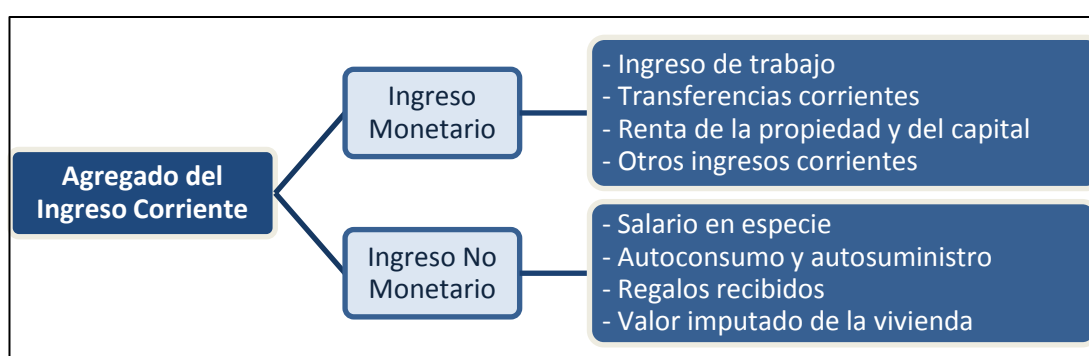 Agregado del
Ingreso Corriente
Ingreso
Monetario
- Ingreso de trabajo
- Transferencias corrientes
- Renta de la propiedad y del capital
- Otros ingresos corrientes
Ingreso No
Monetario
- Salario en especie
- Autoconsumo y autosuministro
- Regalos recibidos
- Valor imputado de la vivienda